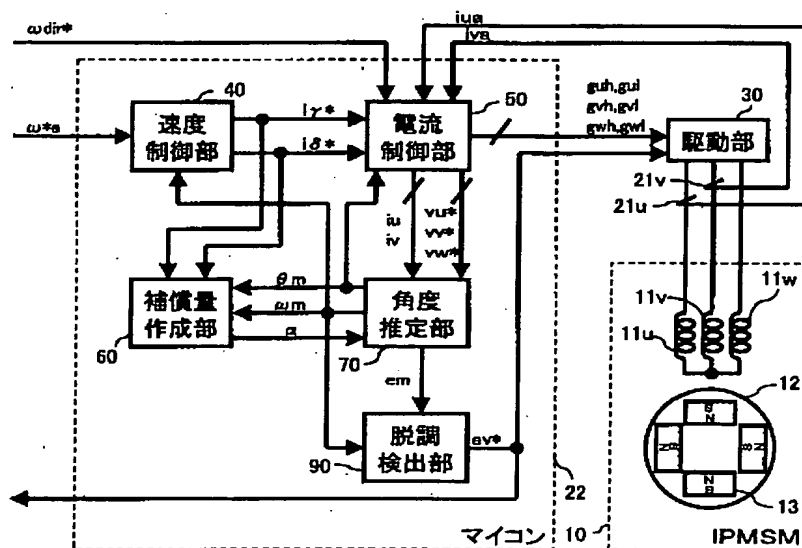 ωdir*
iua
iva
40
50
guh,gul
gvh,gvl
gwh,gwl
30
ω*a
速度
制御部
iγ*
iδ*
電流
制御部
駆動部
21v
21u
iu
iv
vu*
vv*
vw*
11w
11v
11u
補償量
作成部
60
θm
ωm
角度
推定部
70
em
12
脱調
検出部
90
22
S
N
N
S
13
マイコン
10
IPMSM